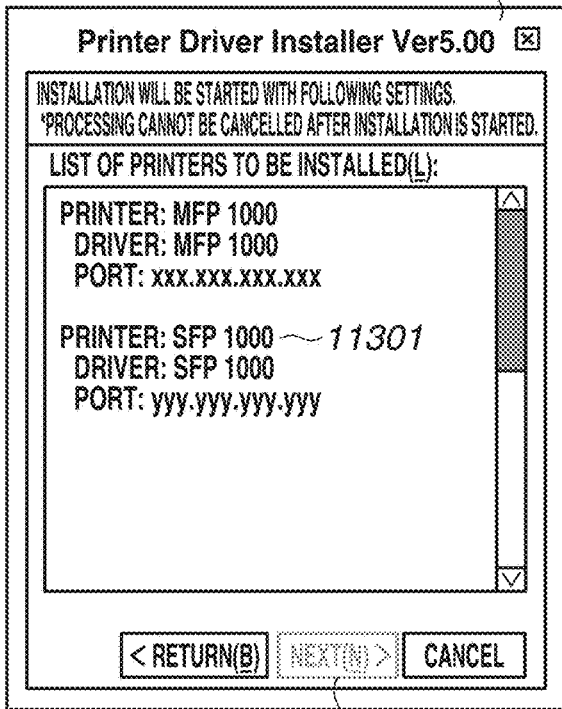 Printer Driver Installer Ver5.00
INSTALLATION WILL BE STARTED WITH FOLLOWING SETTINGS.
*PROCESSING CANNOT BE CANCELLED AFTER INSTALLATION IS STARTED.
LIST OF PRINTERS TO BE INSTALLED(L):
PRINTER: MFP 1000
DRIVER: MFP 1000
PORT: xxx.xxx.xxx.xxx
PRINTER: SFP 1000 11301
DRIVER: SFP 1000
PORT: yyy.yyy.yyy.yyy
< RETURN(B) NEXT(N) > CANCEL